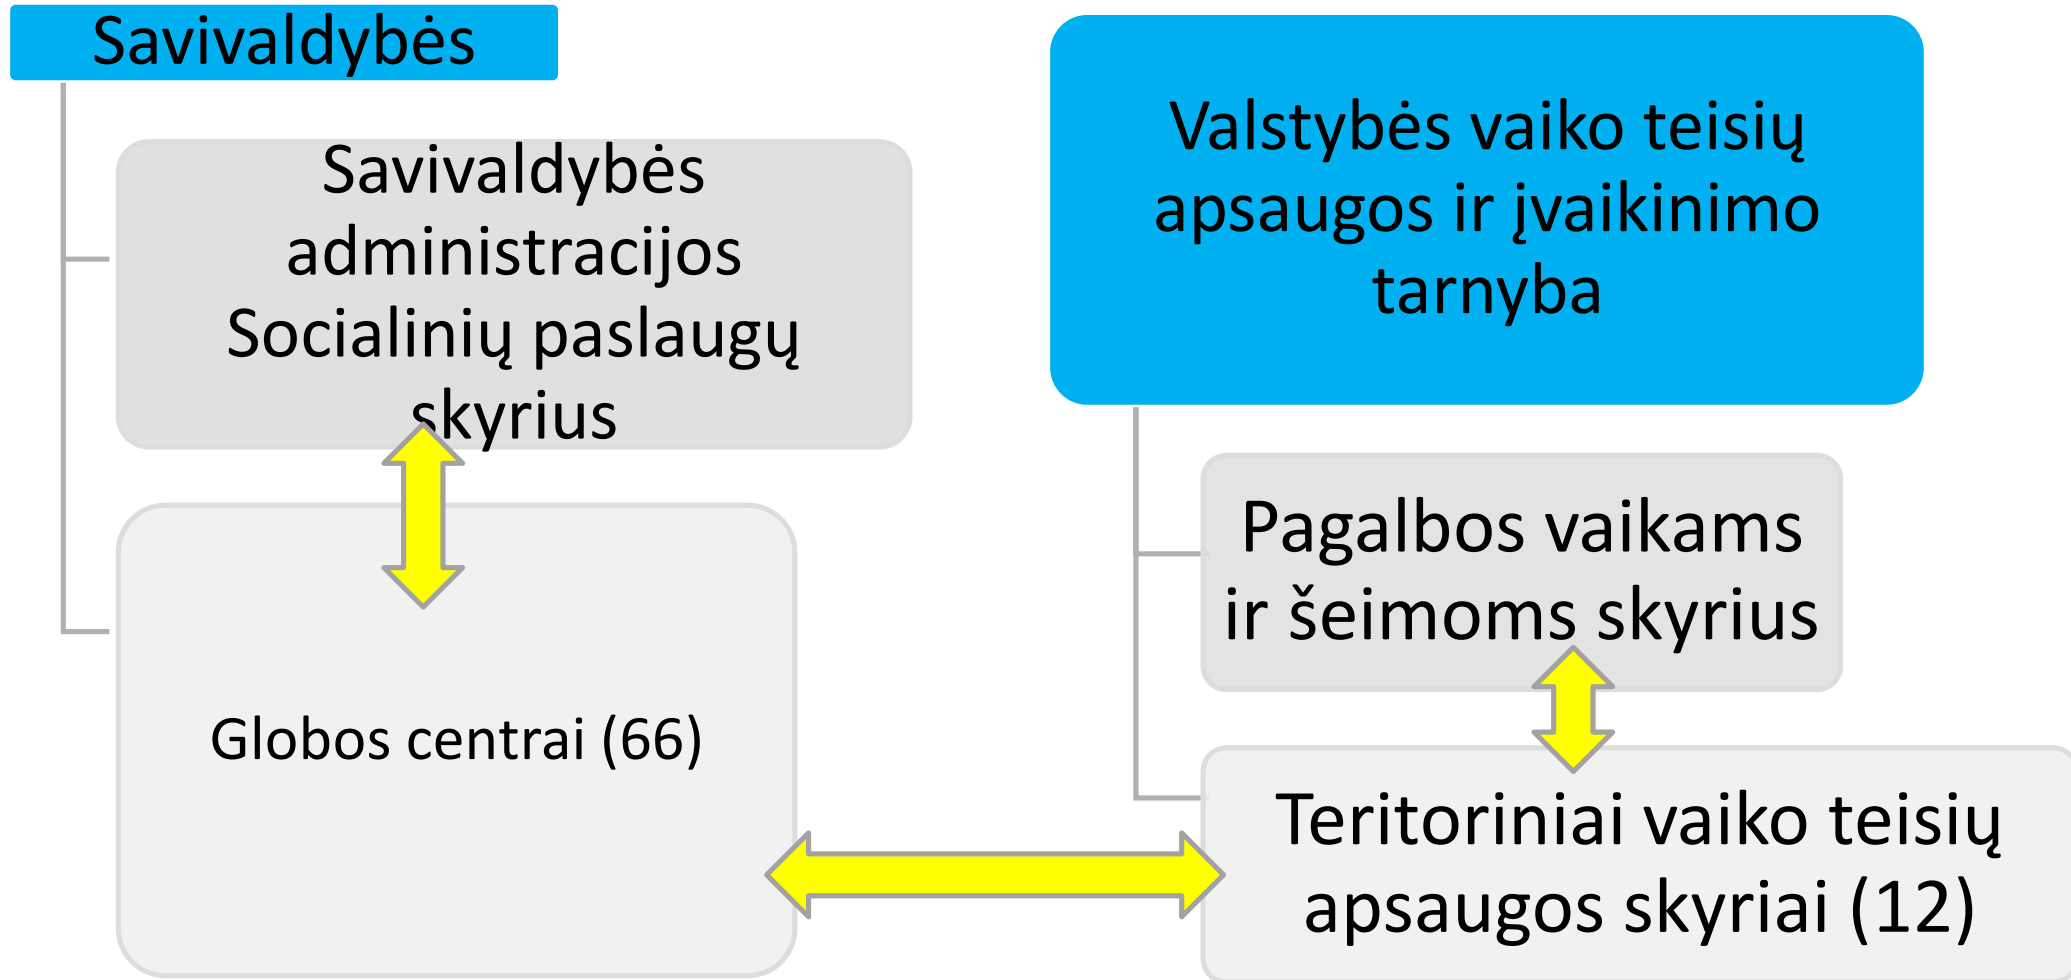 Savivaldybės
Savivaldybės
administracijos
Socialinių paslaugų
skyrius
Globos centrai (66)
Valstybės vaiko teisių
apsaugos ir įvaikinimo
tarnyba
Pagalbos vaikams
ir šeimoms skyrius
Teritoriniai vaiko teisių
apsaugos skyriai (12)